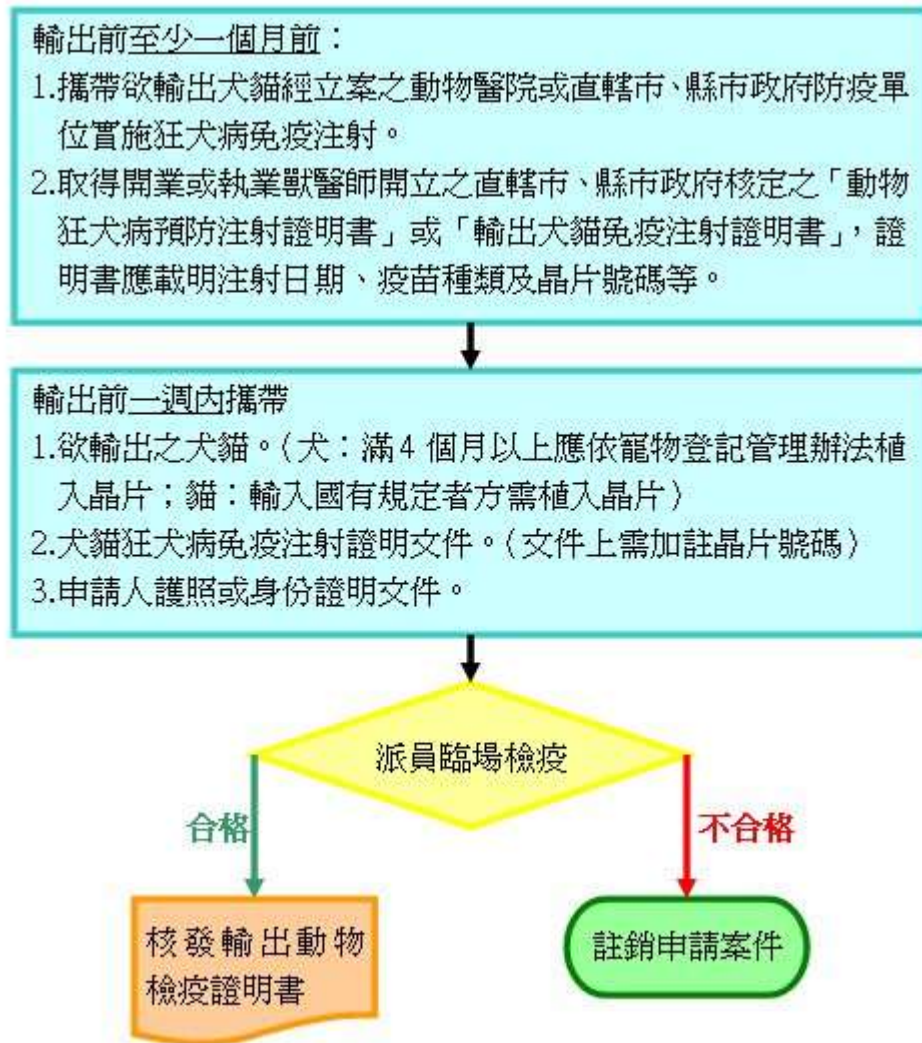 輸出前至少一個月前：
1.攜帶欲輸出犬貓經立案之動物醫院或直轄市、縣市政府防疫單
位實施狂犬病免疫注射。
2.取得開業或執業獸醫師開立之直轄市、縣市政府核定之「動物
狂犬病預防注射證明書」或「輸出犬貓免疫注射證明書」，證
明書應載明注射日期、疫苗種類及晶片號碼等。
輸出前一週內攜帶
1.欲輸出之犬貓。(犬：滿4 個月以上應依寵物登記管理辦法植
入晶片；貓：輸入國有規定者方需植入晶片)
2.犬貓狂犬病免疫注射證明文件。(文件上需加註晶片號碼)
3.申請人護照或身份證明文件。
派員臨場檢疫
合格
不合格
核發輸出動物
檢疫證明書
註銷申請案件